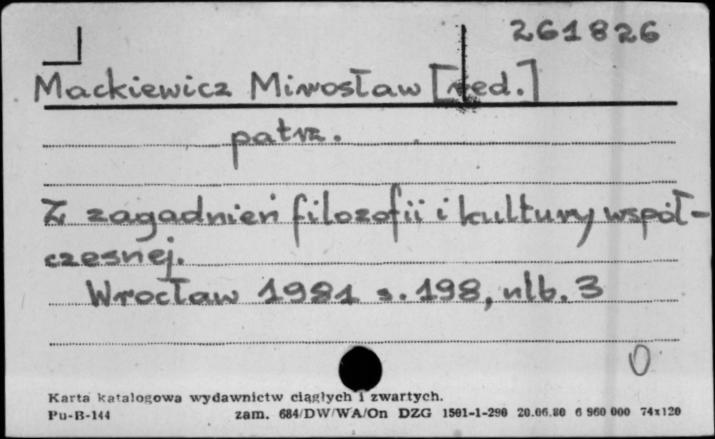 261826
Mackiewicz Mirosław [red.]
patrz.
Z zagadnień filozofii i kultury współ-
czesnej.
Wrocław 1981 s. 198, nlb. 3
0
Karta katalogowa wydawnictw ciągłych i zwartych.
Pu-B-144 zam. 684/DW/WA/On DZG 1501-1-290 20.06.80 6 960 000 74x120